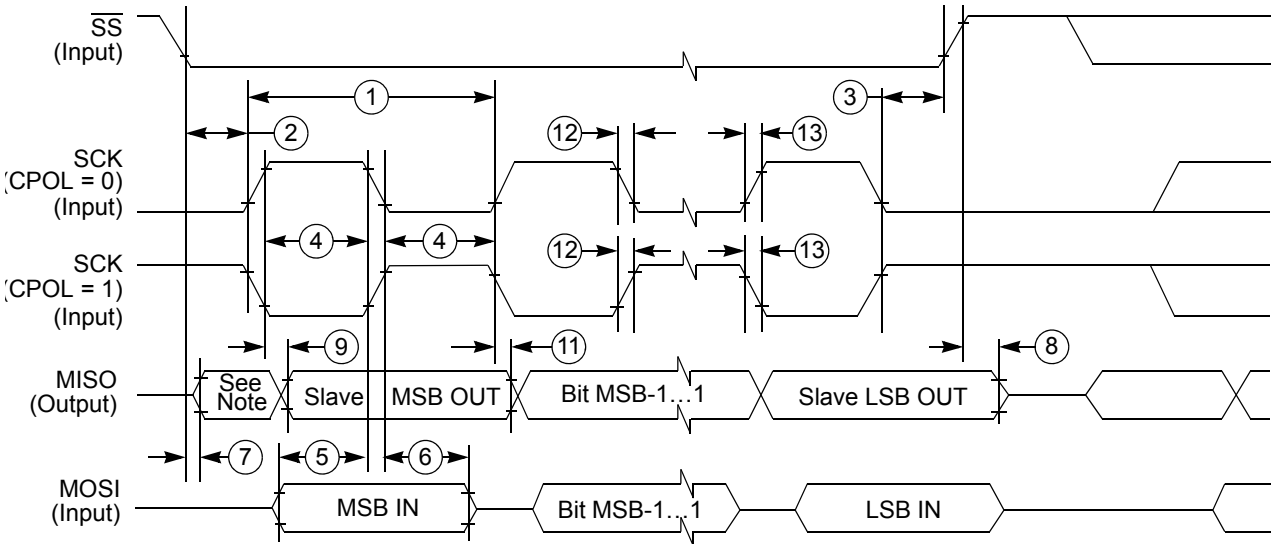 SS
(Input)
1
3
2
12
13
SCK
(CPOL = 0)
(Input)
4
4
12
13
SCK
(CPOL = 1)
(Input)
9
11
8
MISO
(Output)
See
Note
Slave
MSB OUT
Bit MSB-1…1
Slave LSB OUT
7
5
6
MOSI
(Input)
MSB IN
Bit MSB-1…1
LSB IN